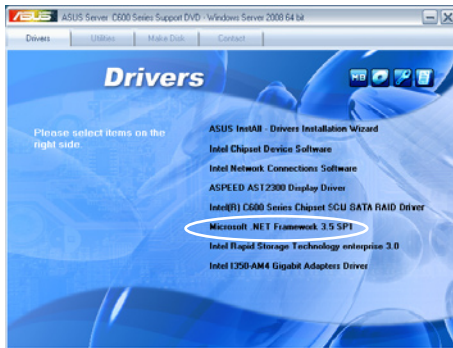 ASUS ASUS Server C600 Series Support DVD - Windows Server 2008 64 bit
Drivers Utilities Make Disk Contact
Drivers
MB
Please select items on the
right side.
ASUS InstAll - Drivers Installation Wizard
Intel Chipset Device Software
Intel Network Connections Software
ASPEED AST2300 Display Driver
Intel(R) C600 Series Chipset SCU SATA RAID Driver
Microsoft .NET Framework 3.5 SP1
Intel Rapid Storage Technology enterprise 3.0
Intel I350-AM4 Gigabit Adapters Driver